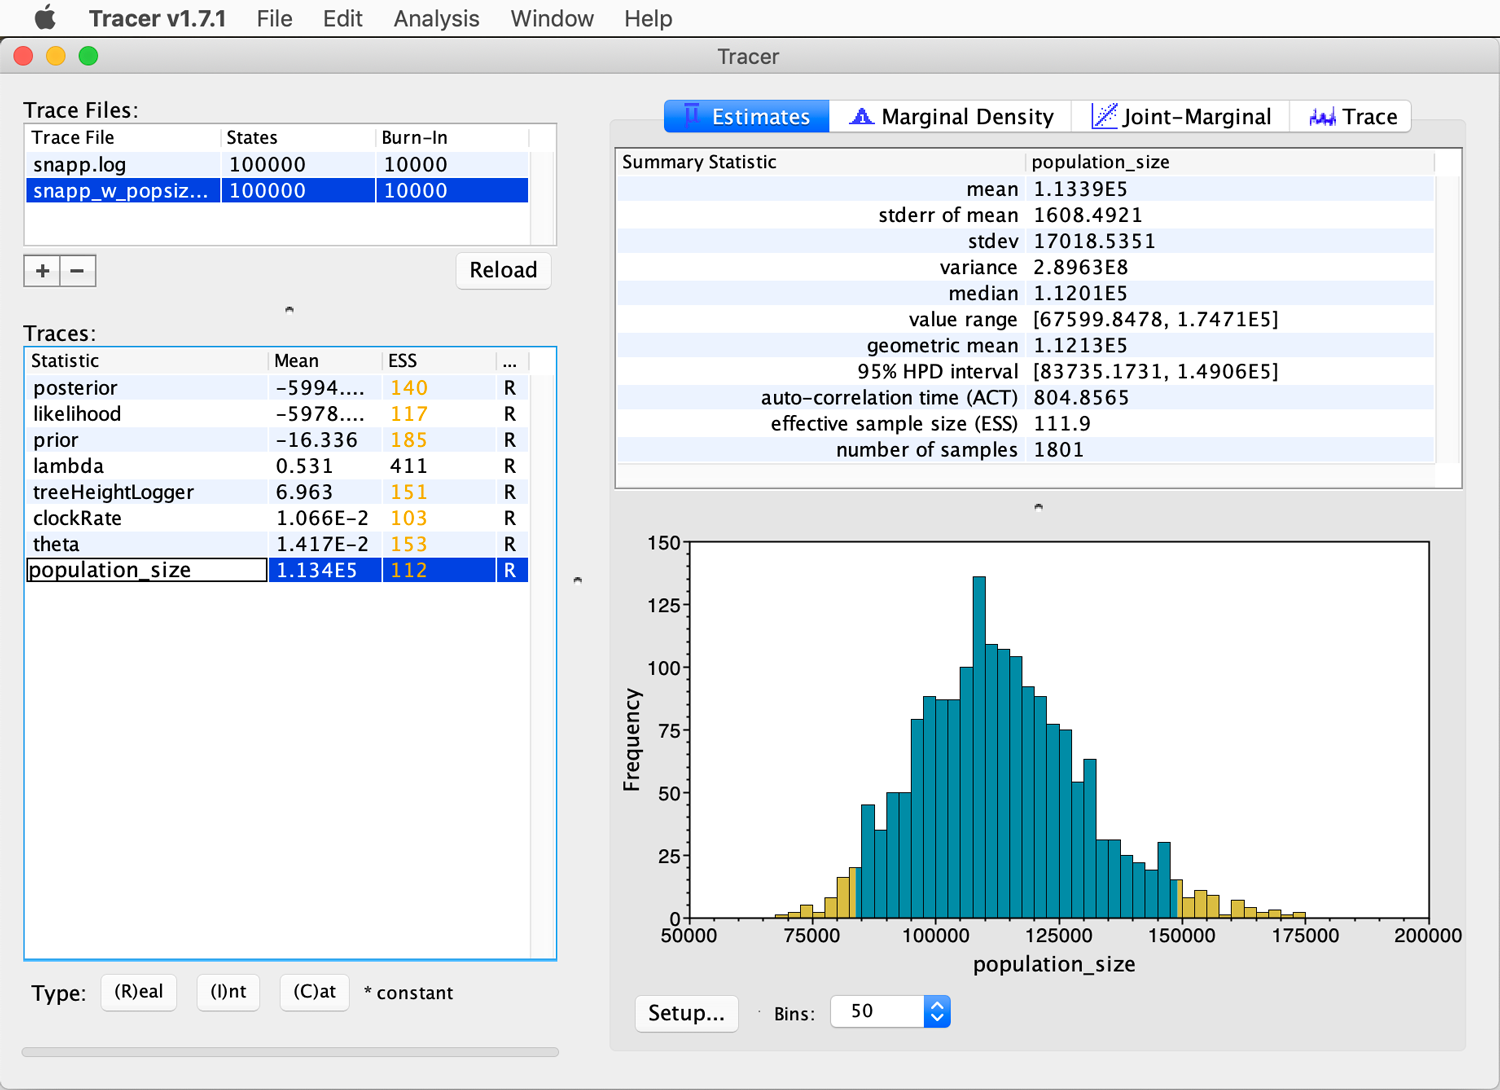 Tracer v1.7.1 File Edit Analysis Window Help
Tracer
Trace Files:
Trace File States Burn-In
snapp.log 100000 10000
snapp_w_popsiz... 100000 10000
+ −
Reload
Traces:
Statistic Mean ESS ...
posterior -5994.... 140 R
likelihood -5978.... 117 R
prior -16.336 185 R
lambda 0.531 411 R
treeHeightLogger 6.963 151 R
clockRate 1.066E-2 103 R
theta 1.417E-2 153 R
population_size 1.134E5 112 R
Type: (R)eal (I)nt (C)at * constant
μ Estimates Marginal Density Joint-Marginal Trace
Summary Statistic population_size
mean 1.1339E5
stderr of mean 1608.4921
stdev 17018.5351
variance 2.8963E8
median 1.1201E5
value range [67599.8478, 1.7471E5]
geometric mean 1.1213E5
95% HPD interval [83735.1731, 1.4906E5]
auto-correlation time (ACT) 804.8565
effective sample size (ESS) 111.9
number of samples 1801
Frequency
150
125
100
75
50
25
0
50000 75000 100000 125000 150000 175000 200000
population_size
Setup... Bins: 50